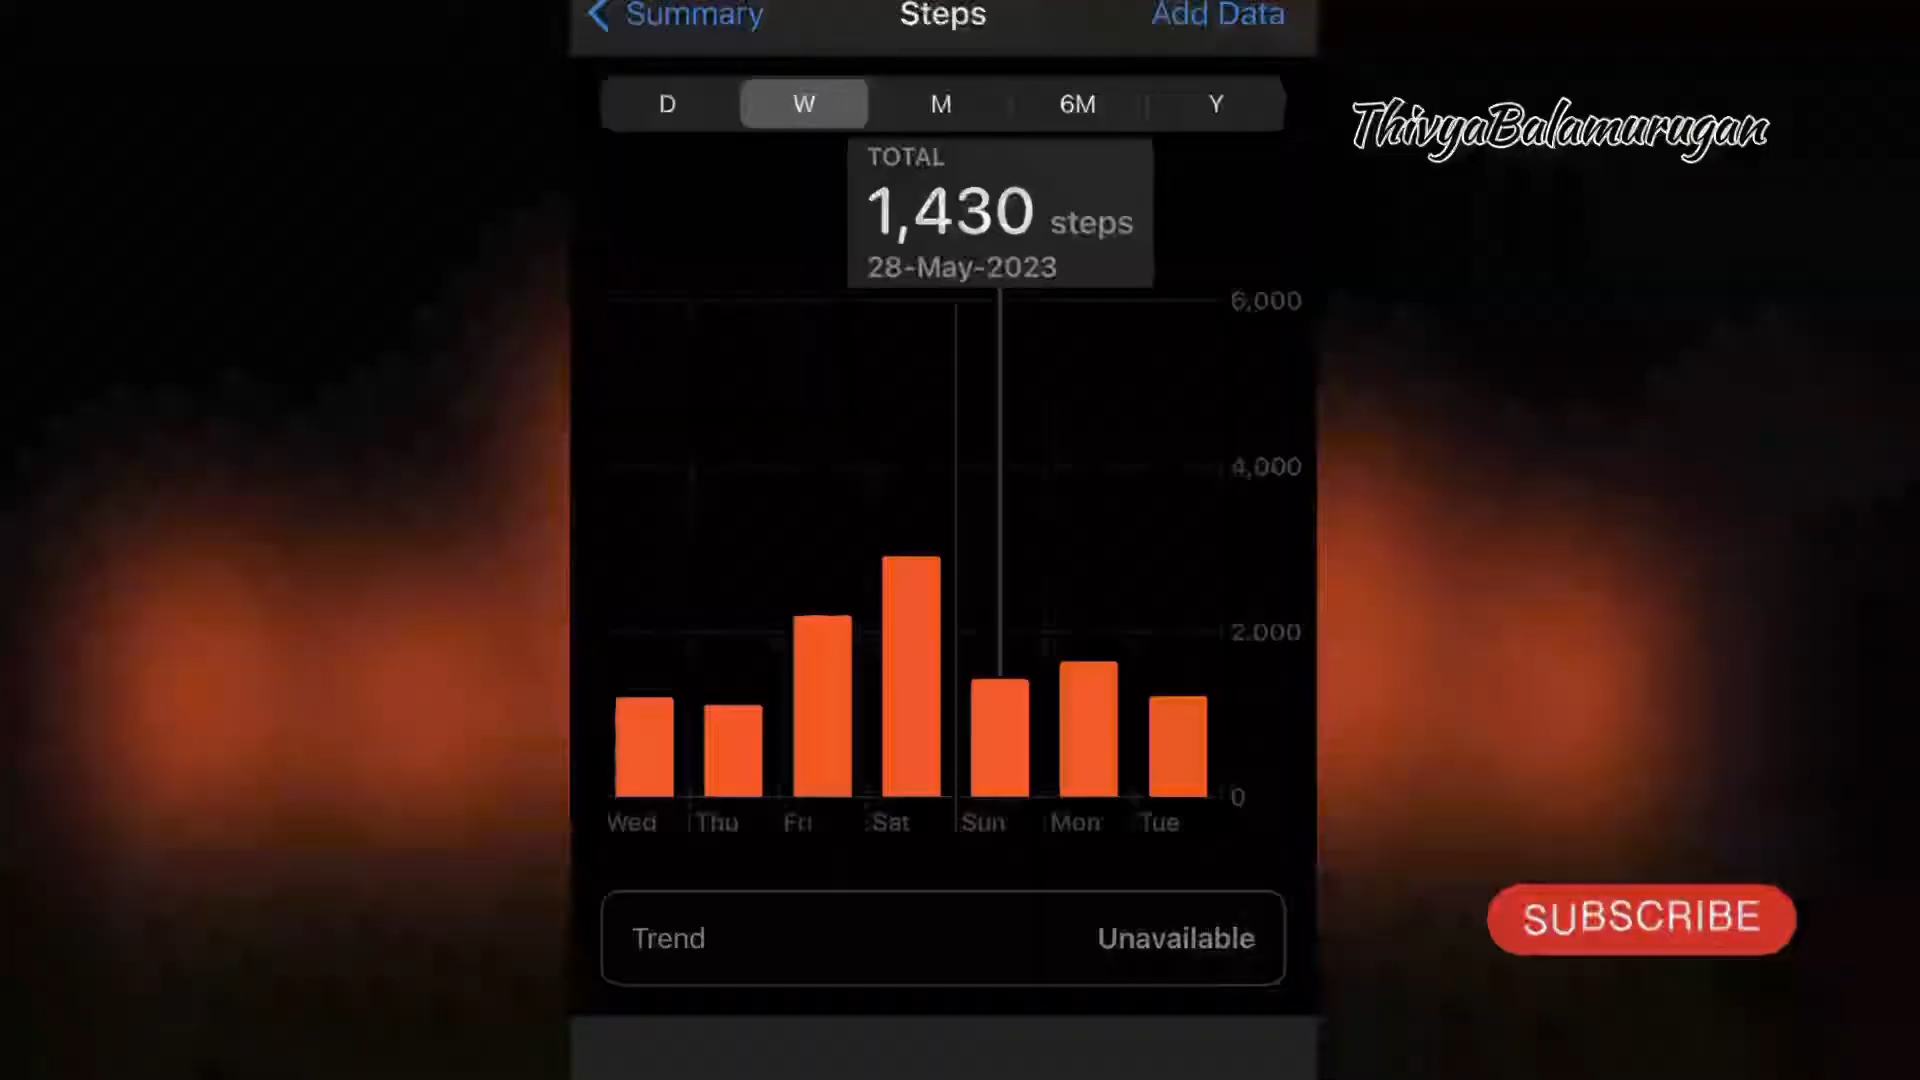 Summary
Steps
Add Data
D
W
M
6M
Y
ThivyaBalamurugan
TOTAL
1,430 steps
28-May-2023
6,000
4,000
2,000
0
Wed
Thu
Fri
Sat
Sun
Mon
Tue
Trend
Unavailable
SUBSCRIBE